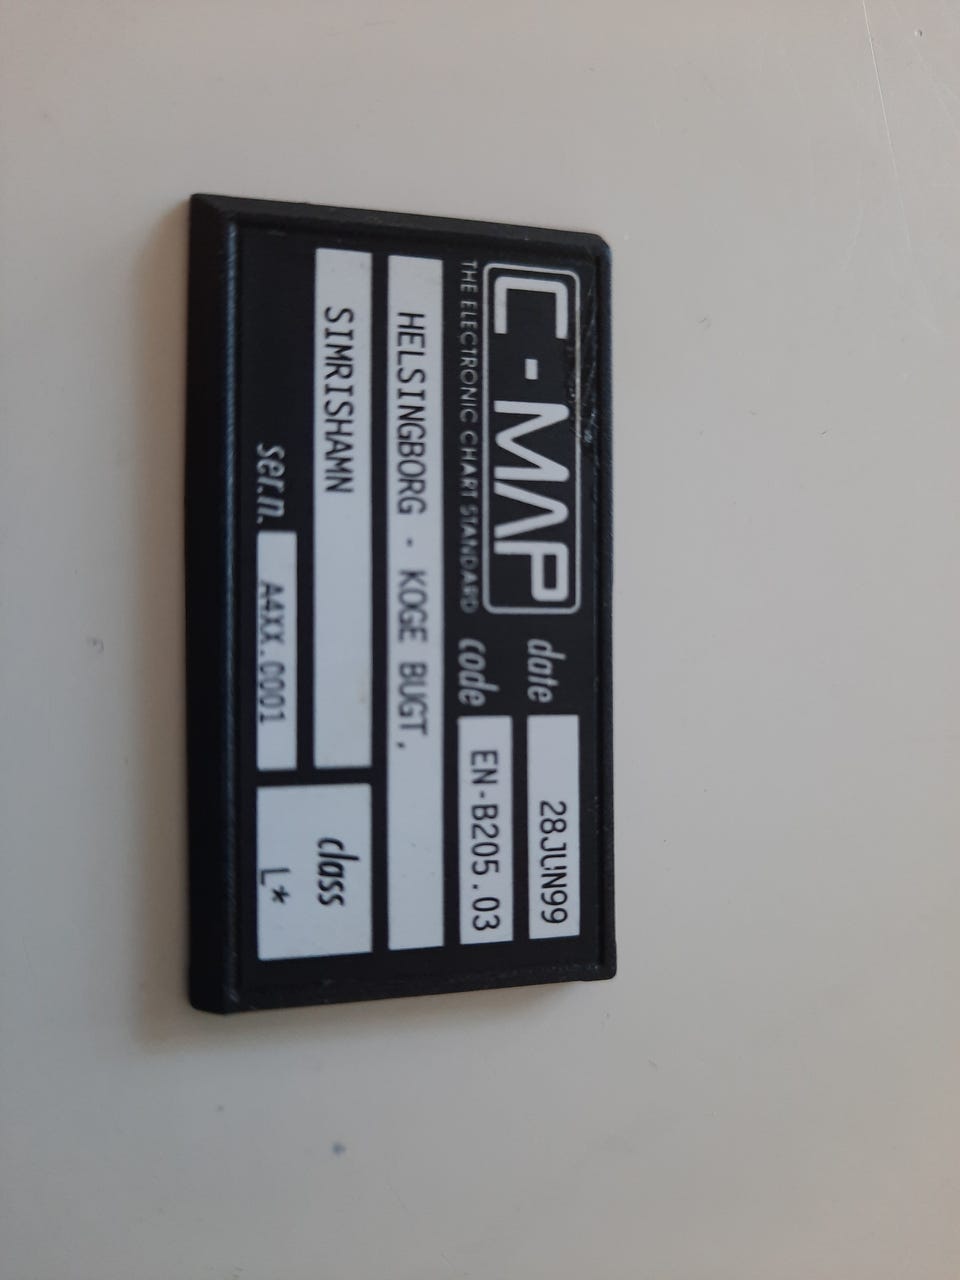 C-MAP
THE ELECTRONIC CHART STANDARD
date 28JUN99
code EN-B205.03
HELSINGBORG - KOGE BUGT,
SIMRISHAMN
ser.n. A4XX.C001
class
L*